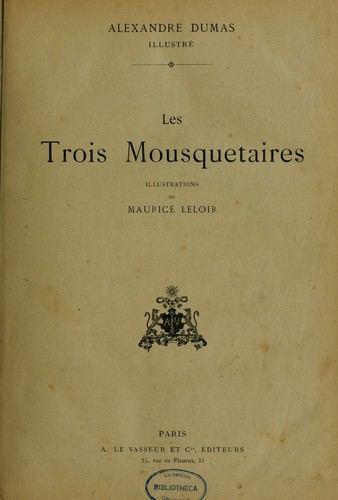 ALEXANDRE DUMAS
ILLUSTRÉ
Les
Trois Mousquetaires
ILLUSTRATIONS
DE
MAURICE LELOIR
PARIS
A. LE VASSEUR ET Cie, ÉDITEURS
33, rue de Fleurus, 33
BIBLIOTHECA